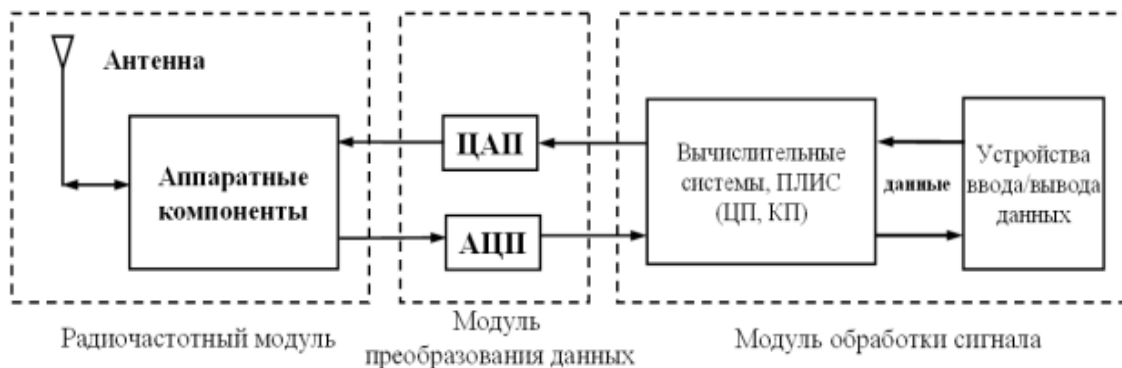 Антенна
Аппаратные
компоненты
ЦАП
АЦП
Вычислительные
системы, ПЛИС
(ЦП, КП)
данные
Устройства
ввода/вывода
данных
Радиочастотный модуль
Модуль
преобразования данных
Модуль обработки сигнала